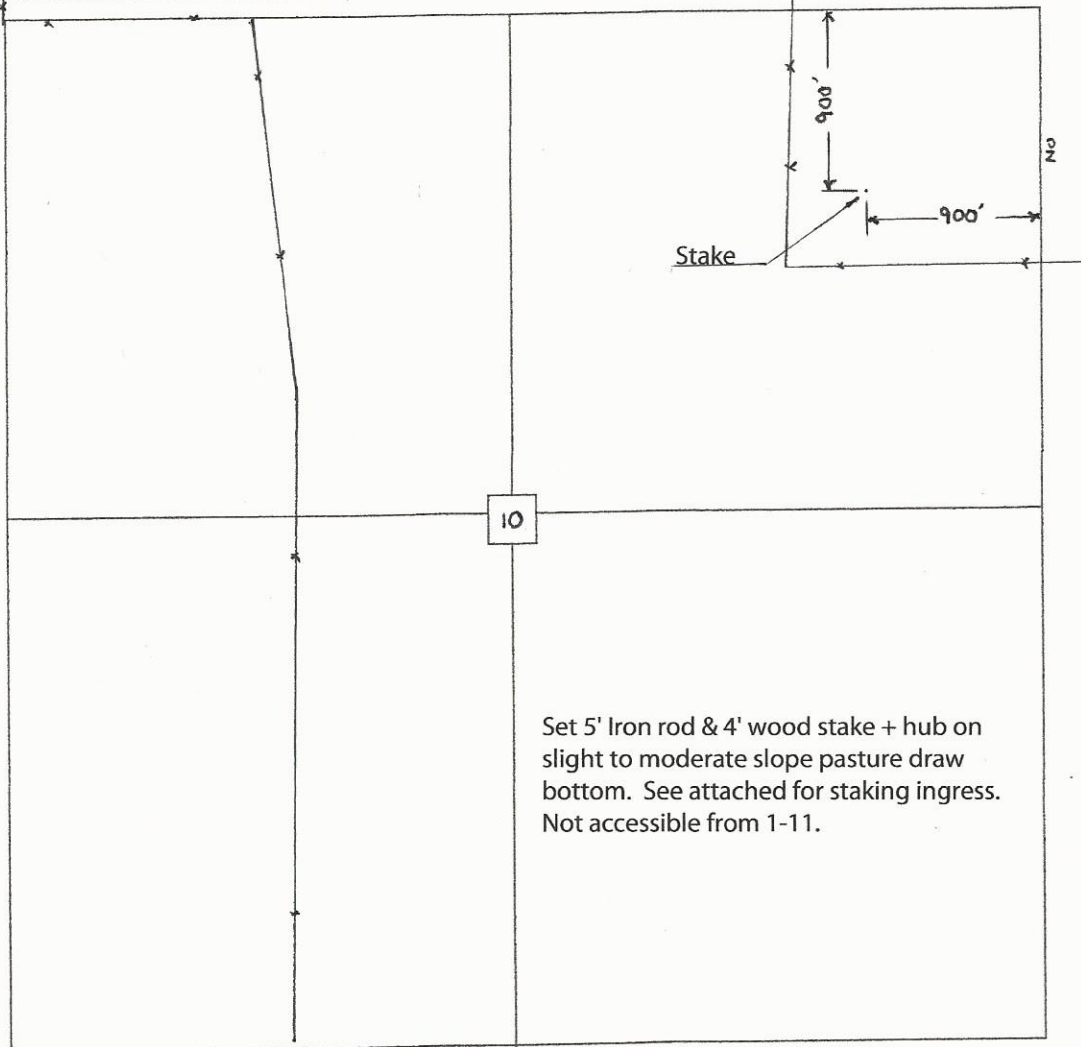 900'
NO
900'
Stake
10
Set 5' Iron rod & 4' wood stake + hub on
slight to moderate slope pasture draw
bottom.  See attached for staking ingress.
Not accessible from 1-11.